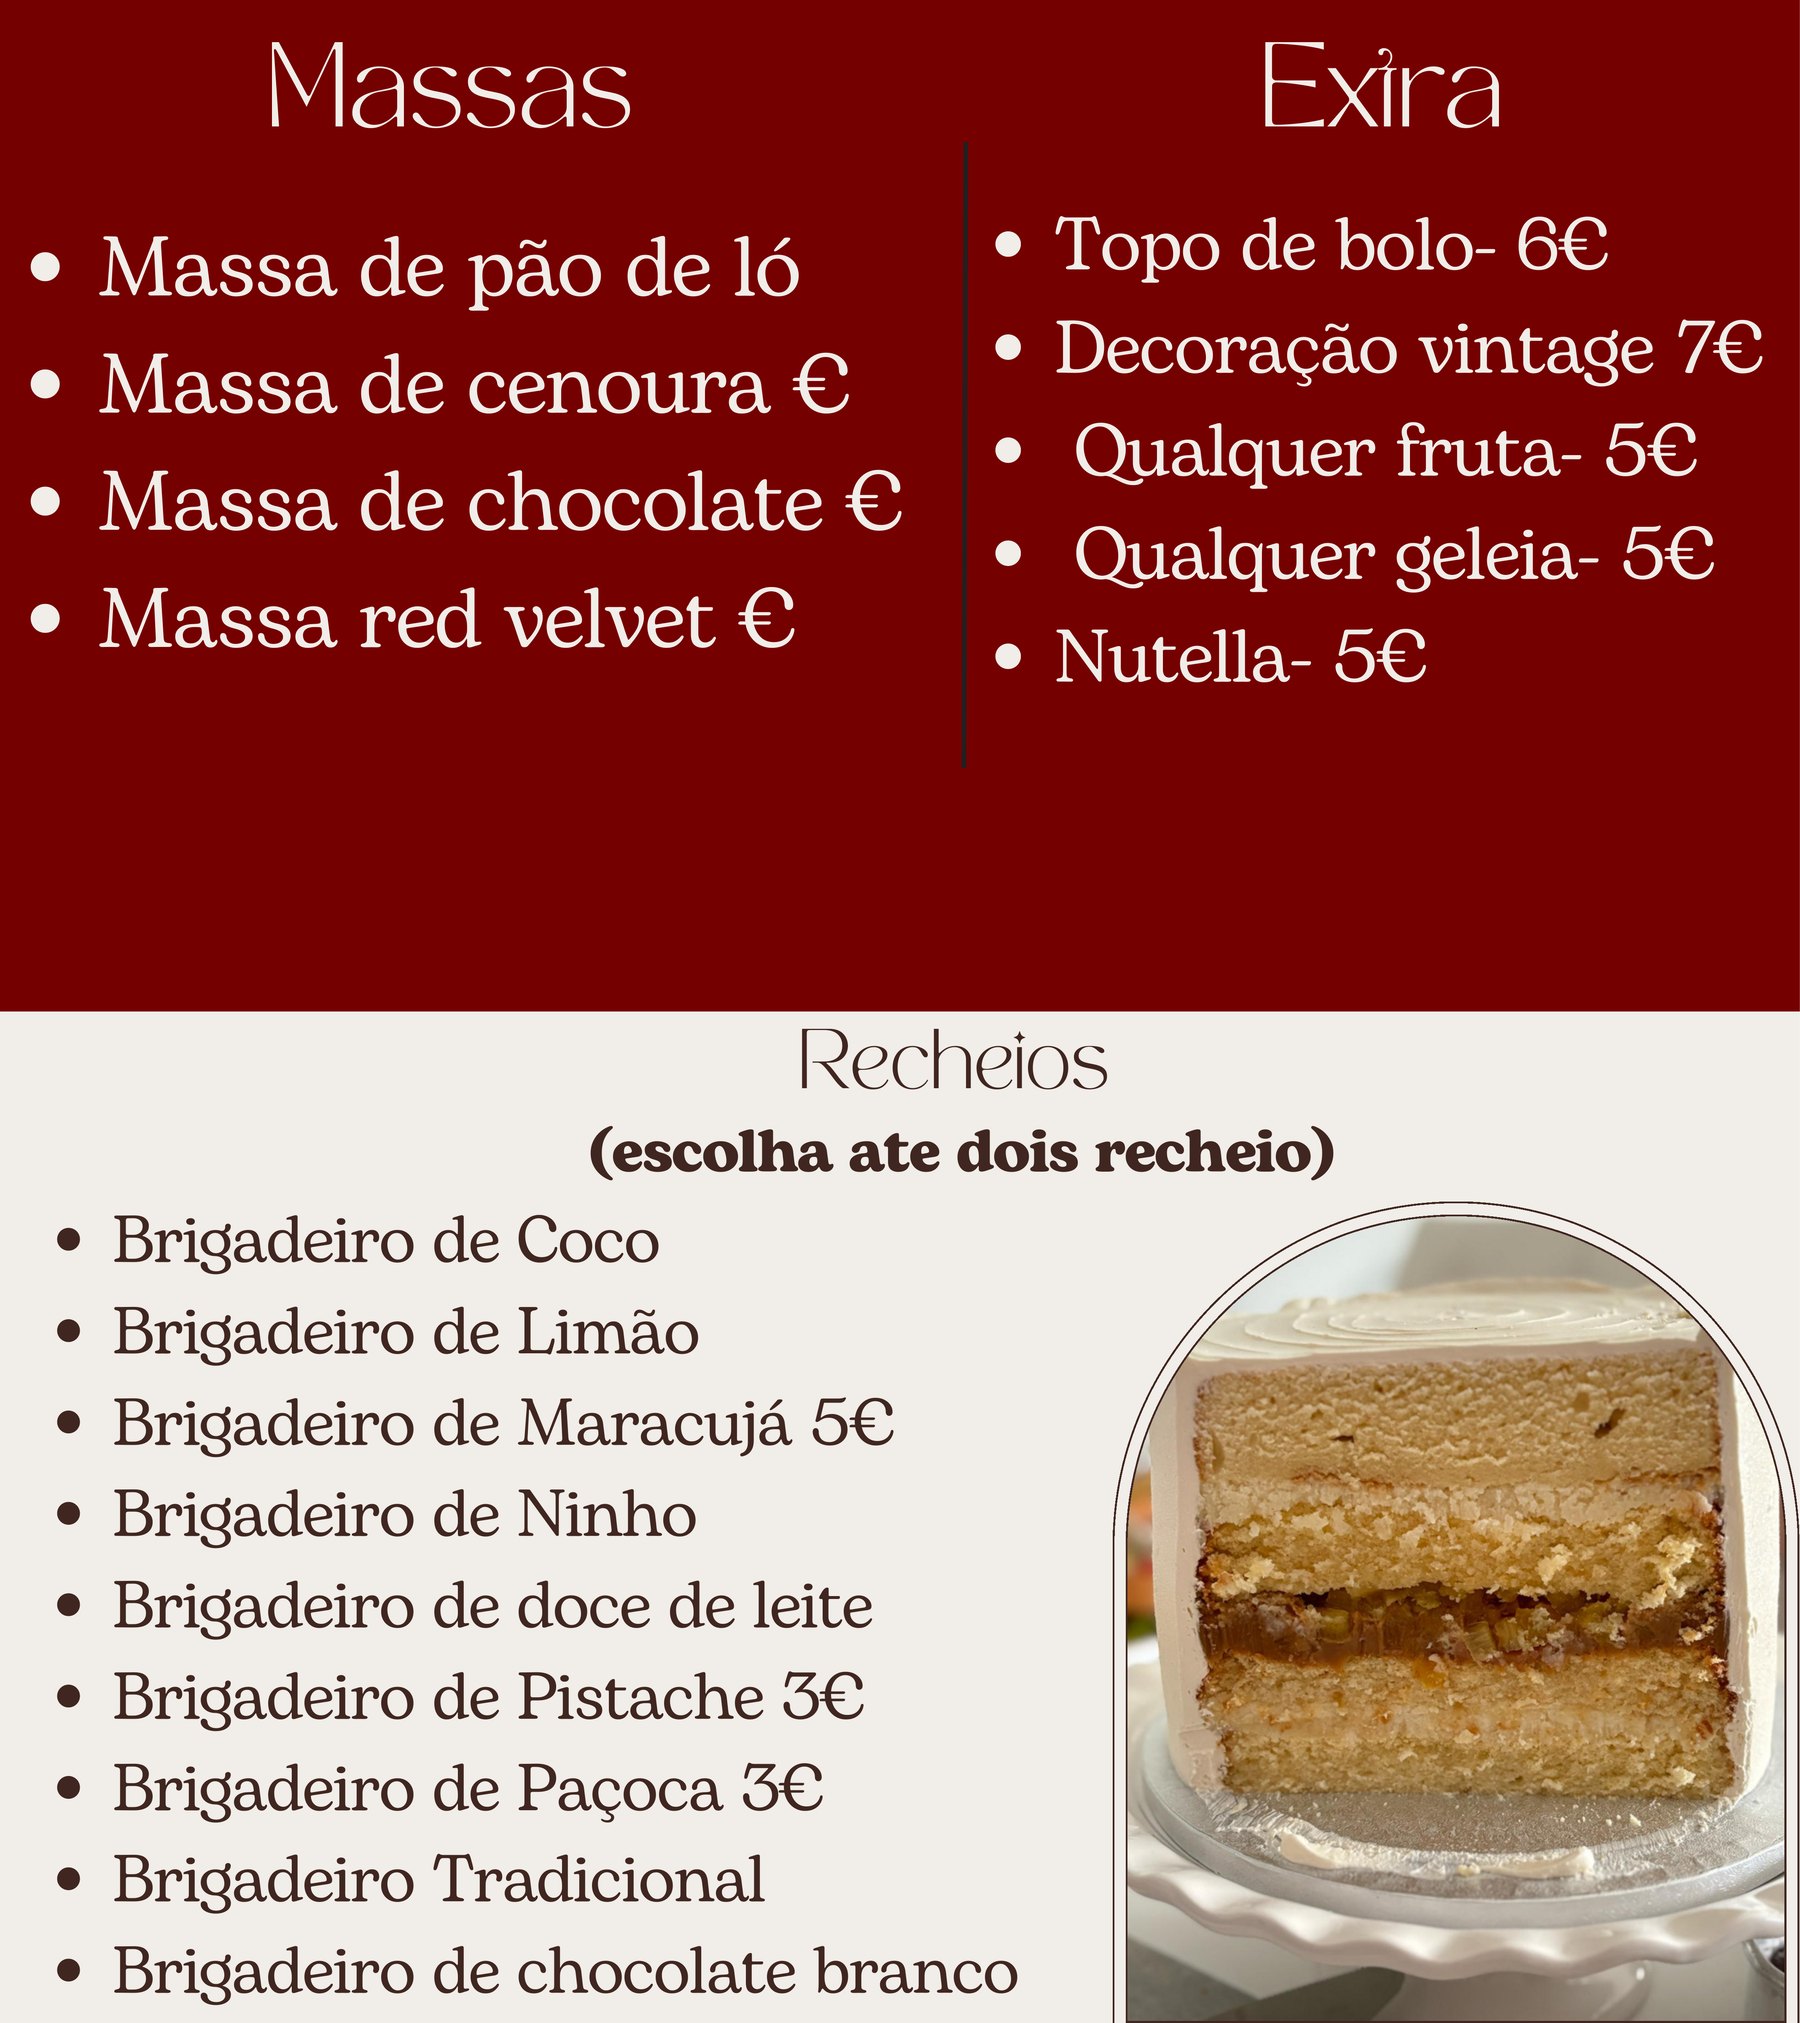 Massas
Massa de pão de ló
Massa de cenoura €
Massa de chocolate €
Massa red velvet €
Extra
Topo de bolo- 6€
Decoração vintage 7€
Qualquer fruta- 5€
Qualquer geleia- 5€
Nutella- 5€
Recheios
(escolha ate dois recheio)
Brigadeiro de Coco
Brigadeiro de Limão
Brigadeiro de Maracujá 5€
Brigadeiro de Ninho
Brigadeiro de doce de leite
Brigadeiro de Pistache 3€
Brigadeiro de Paçoca 3€
Brigadeiro Tradicional
Brigadeiro de chocolate branco